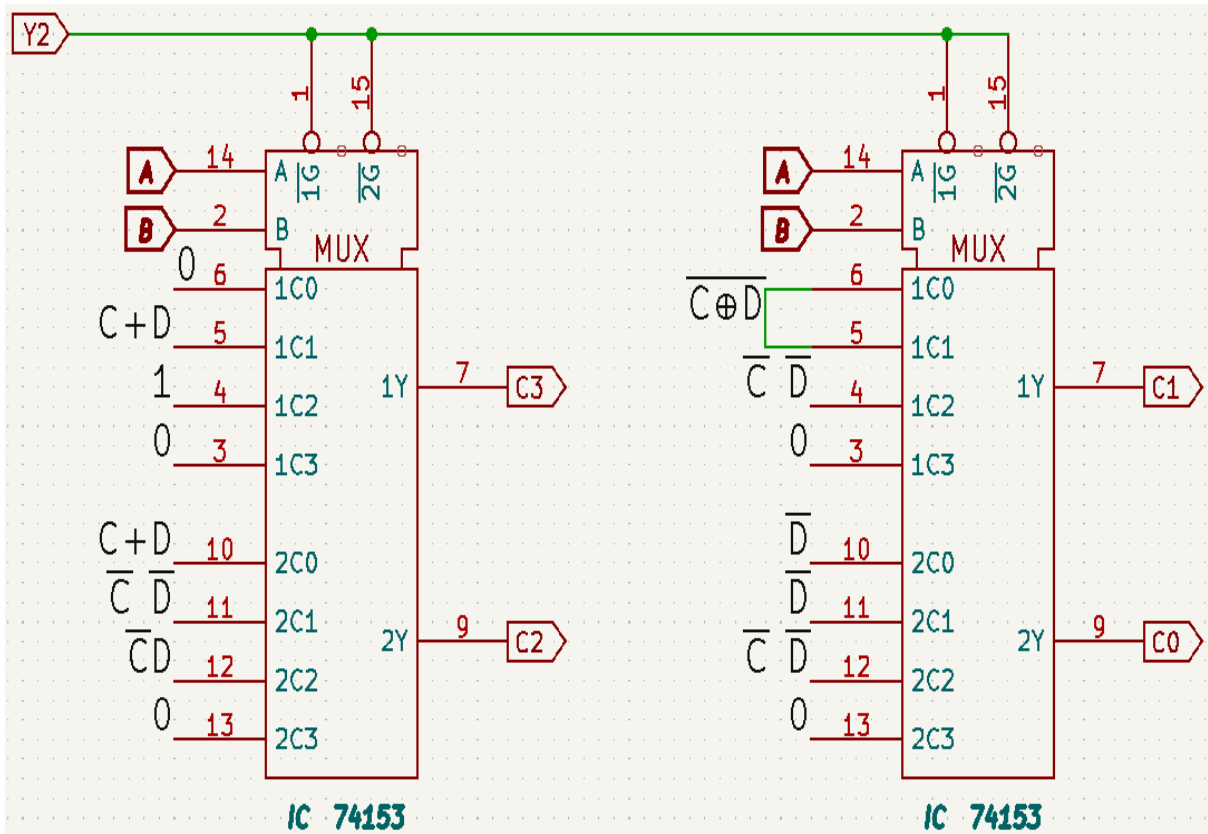 Y2
1 15 1 15
A 14 A 1G 2G A 14 A 1G 2G
B 2 B B 2 B
MUX MUX
0 6 1C0 C̅ ̅⊕̅ ̅D̅ 6 1C0
C+D 5 1C1 5 1C1
1 4 1C2 1Y 7 C3 C̅ D̅ 4 1C2 1Y 7 C1
0 3 1C3 0 3 1C3
C+D 10 2C0 D̅ 10 2C0
C̅ D̅ 11 2C1 D̅ 11 2C1
C̅D 12 2C2 2Y 9 C2 C̅ D̅ 12 2C2 2Y 9 C0
0 13 2C3 0 13 2C3
IC 74153 IC 74153